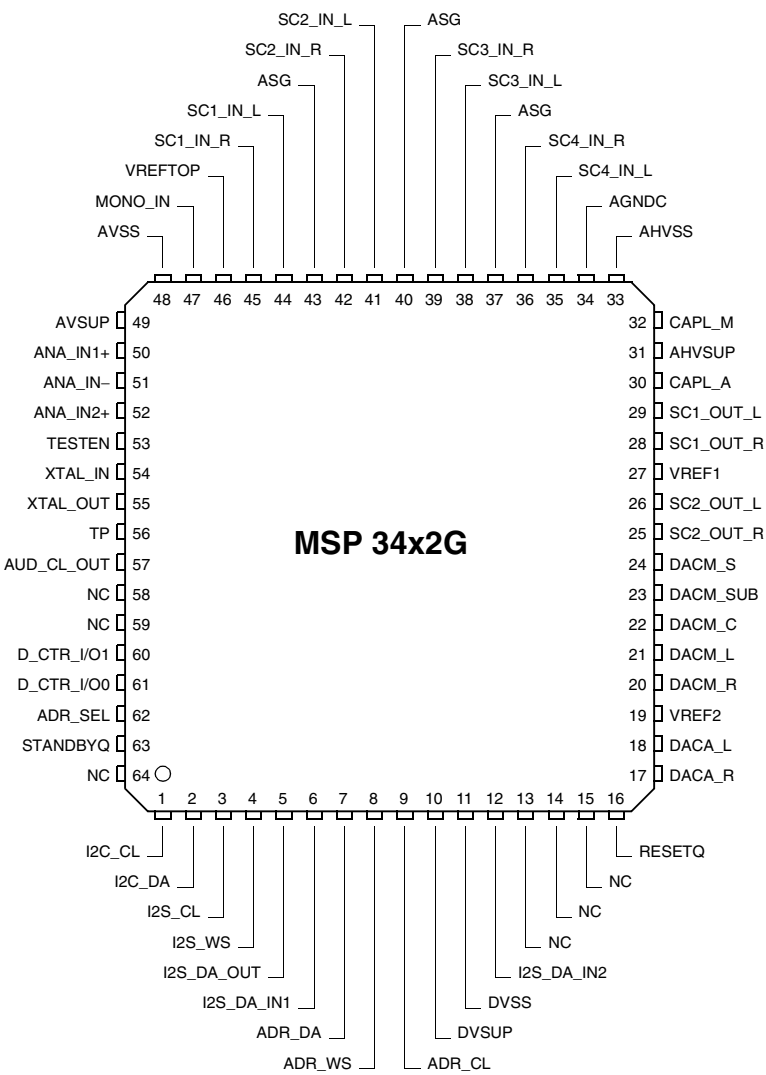 SC2_IN_L ASG
SC2_IN_R SC3_IN_R
ASG SC3_IN_L
SC1_IN_L ASG
SC1_IN_R SC4_IN_R
VREFTOP SC4_IN_L
MONO_IN AGNDC
AVSS AHVSS
48 47 46 45 44 43 42 41 40 39 38 37 36 35 34 33
AVSUP 49 32 CAPL_M
ANA_IN1+ 50 31 AHVSUP
ANA_IN− 51 30 CAPL_A
ANA_IN2+ 52 29 SC1_OUT_L
TESTEN 53 28 SC1_OUT_R
XTAL_IN 54 27 VREF1
XTAL_OUT 55 26 SC2_OUT_L
TP 56 25 SC2_OUT_R
MSP 34x2G
AUD_CL_OUT 57 24 DACM_S
NC 58 23 DACM_SUB
NC 59 22 DACM_C
D_CTR_I/O1 60 21 DACM_L
D_CTR_I/O0 61 20 DACM_R
ADR_SEL 62 19 VREF2
STANDBYQ 63 18 DACA_L
NC 64 17 DACA_R
1 2 3 4 5 6 7 8 9 10 11 12 13 14 15 16
I2C_CL RESETQ
I2C_DA NC
I2S_CL NC
I2S_WS NC
I2S_DA_OUT I2S_DA_IN2
I2S_DA_IN1 DVSS
ADR_DA DVSUP
ADR_WS ADR_CL